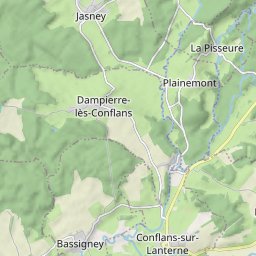 Jasney
La Pisseure
Plainemont
Dampierre-
lès-Conflans
Bassigney
Conflans-sur-
Lanterne